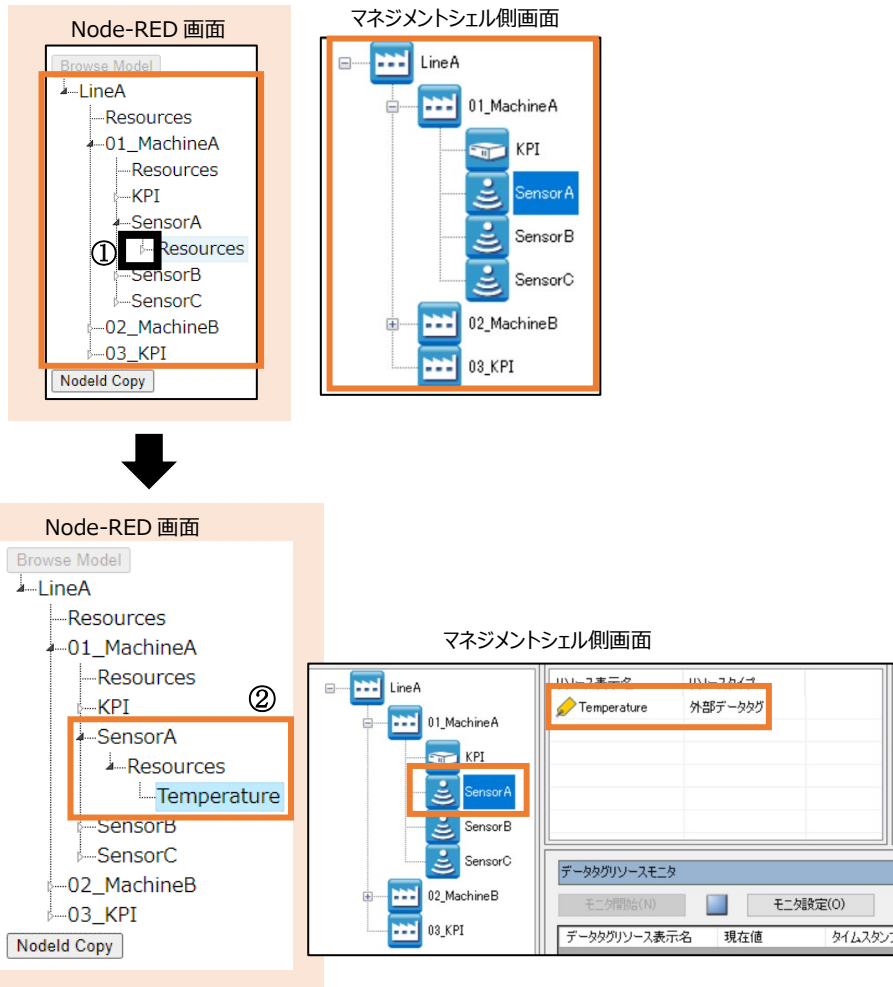 Node-RED 画面
Browse Model
LineA
Resources
01_MachineA
Resources
KPI
SensorA
① Resources
SensorB
SensorC
02_MachineB
03_KPI
NodeId Copy
マネジメントシェル側画面
LineA
01_MachineA
KPI
SensorA
SensorB
SensorC
02_MachineB
03_KPI
Node-RED 画面
Browse Model
LineA
Resources
01_MachineA
Resources
KPI
②
SensorA
Resources
Temperature
SensorB
SensorC
02_MachineB
03_KPI
NodeId Copy
マネジメントシェル側画面
LineA
01_MachineA
KPI
SensorA
SensorB
SensorC
02_MachineB
03_KPI
リソース表示名 リソースタイプ
Temperature 外部データタグ
データタグリソースモニタ
モニタ開始(N) モニタ設定(O)
データタグリソース表示名 現在値 タイムスタンプ